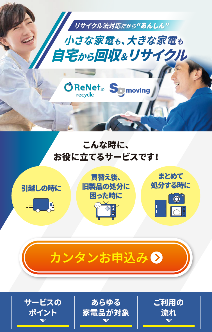 リサイクル法対応だから"あんしん"!
小さな家電も、大きな家電も
自宅から回収&リサイクル
ReNet
recycle
SG moving
こんな時に、
お役に立てるサービスです!
引越しの時に
買替え後、
旧製品の処分に
困った時に
まとめて
処分する時に
カンタンお申込み
サービスの
ポイント
あらゆる
家電品が対象
ご利用の
流れ